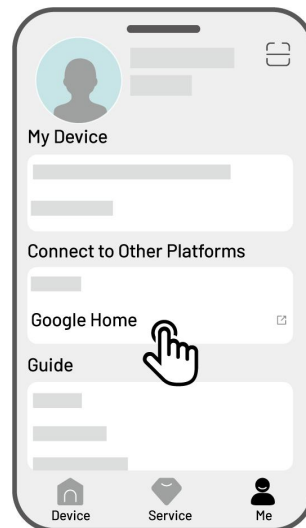 My Device
Connect to Other Platforms
Google Home
Guide
Device
Service
Me